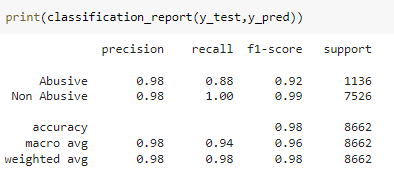 print(classification_report(y_test,y_pred))
precision recall f1-score support
Abusive 0.98 0.88 0.92 1136
Non Abusive 0.98 1.00 0.99 7526
accuracy 0.98 8662
macro avg 0.98 0.94 0.96 8662
weighted avg 0.98 0.98 0.98 8662